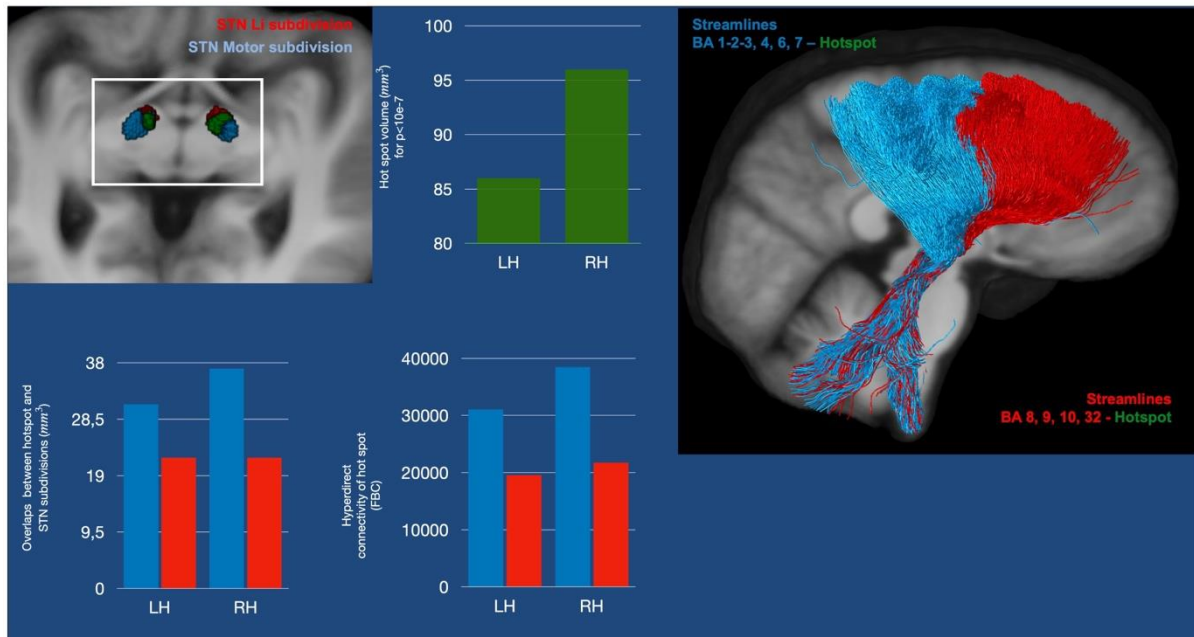 STN Li subdivision
STN Motor subdivision
Hot spot volume (mm³)
for p<10e-7
100
95
90
85
80
LH
RH
Streamlines
BA 1-2-3, 4, 6, 7 – Hotspot
Streamlines
BA 8, 9, 10, 32 - Hotspot
Overlaps between hotspot and
STN subdivisions (mm³)
38
28,5
19
9,5
0
LH
RH
Hyperdirect
connectivity of hot spot
(FBC)
40000
30000
20000
10000
0
LH
RH